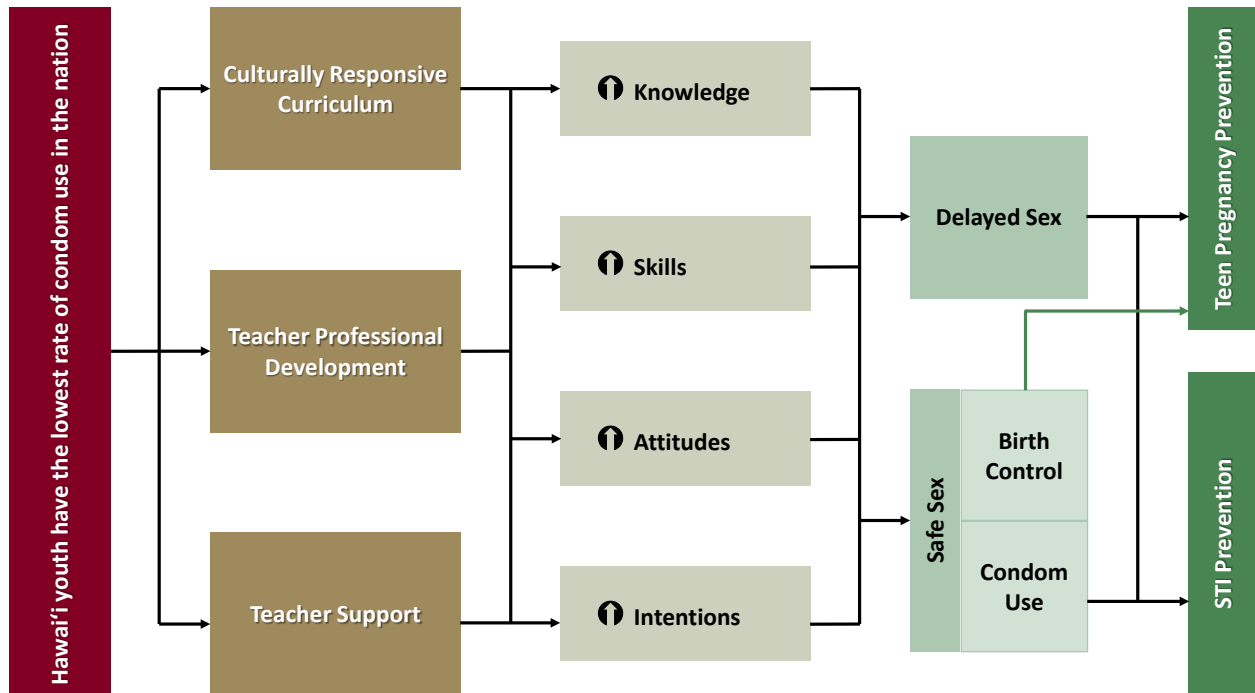 Hawaiʻi youth have the lowest rate of condom use in the nation
Culturally Responsive
Curriculum
Teacher Professional
Development
Teacher Support
Knowledge
Skills
Attitudes
Intentions
Delayed Sex
Safe Sex
Birth
Control
Condom
Use
Teen Pregnancy Prevention
STI Prevention